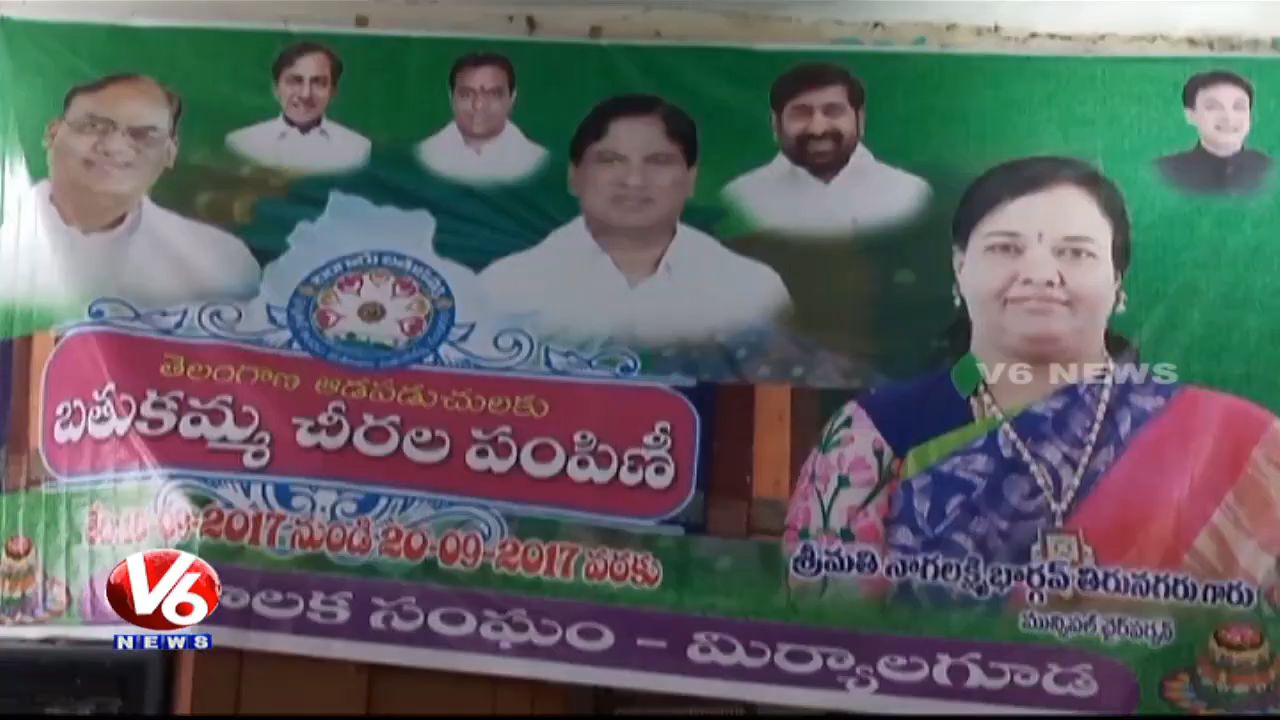 తెలంగాణ ఆడపడుచులకు
బతుకమ్మ చీరల పంపిణీ
-2017 నుండి 20-09-2017 వరకు
శ్రీమతి నాగలక్ష్మి భార్గవ్ తిరునగరు గారు
మున్సిపల్ ఛైర్‌పర్సన్
సంఘం - మిర్యాలగూడ
V6 NEWS
V6
NEWS